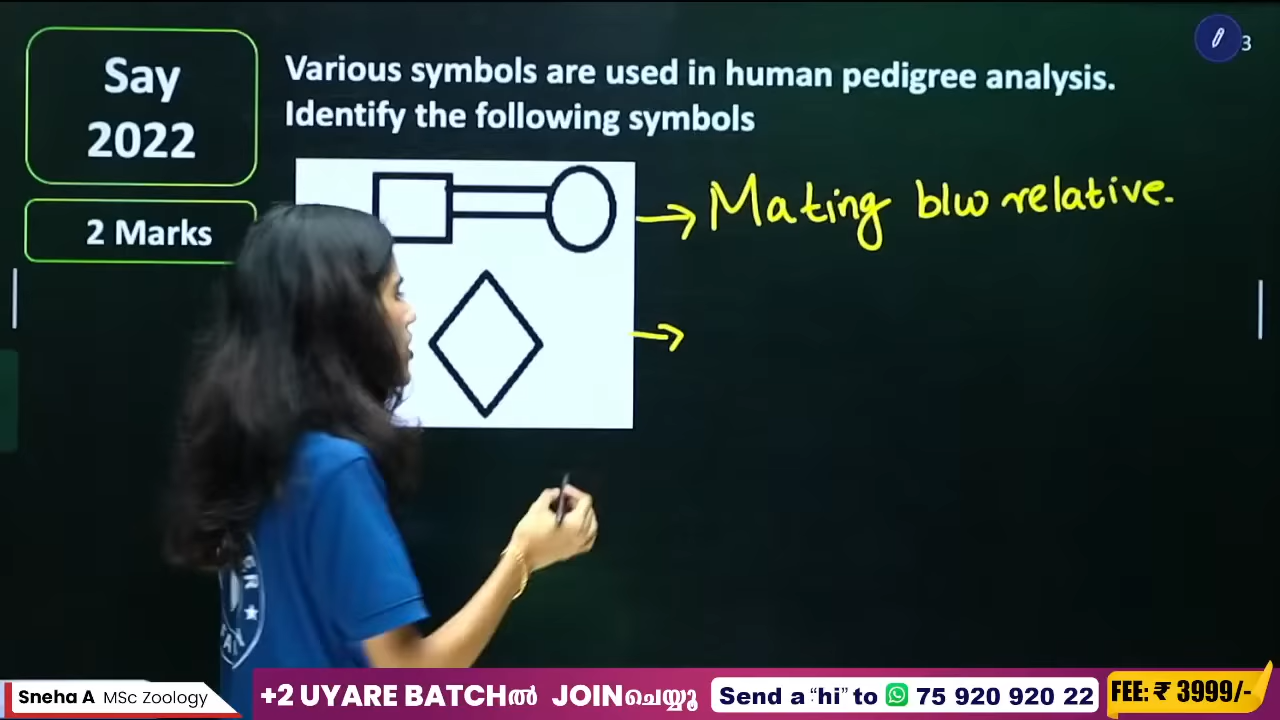 Say
2022
2 Marks
3
Various symbols are used in human pedigree analysis.
Identify the following symbols
Mating blw relative.
Sneha A MSc Zoology
+2 UYARE BATCHൽ JOINചെയ്യൂ
Send a “hi” to 75 920 920 22
FEE: ₹ 3999/-